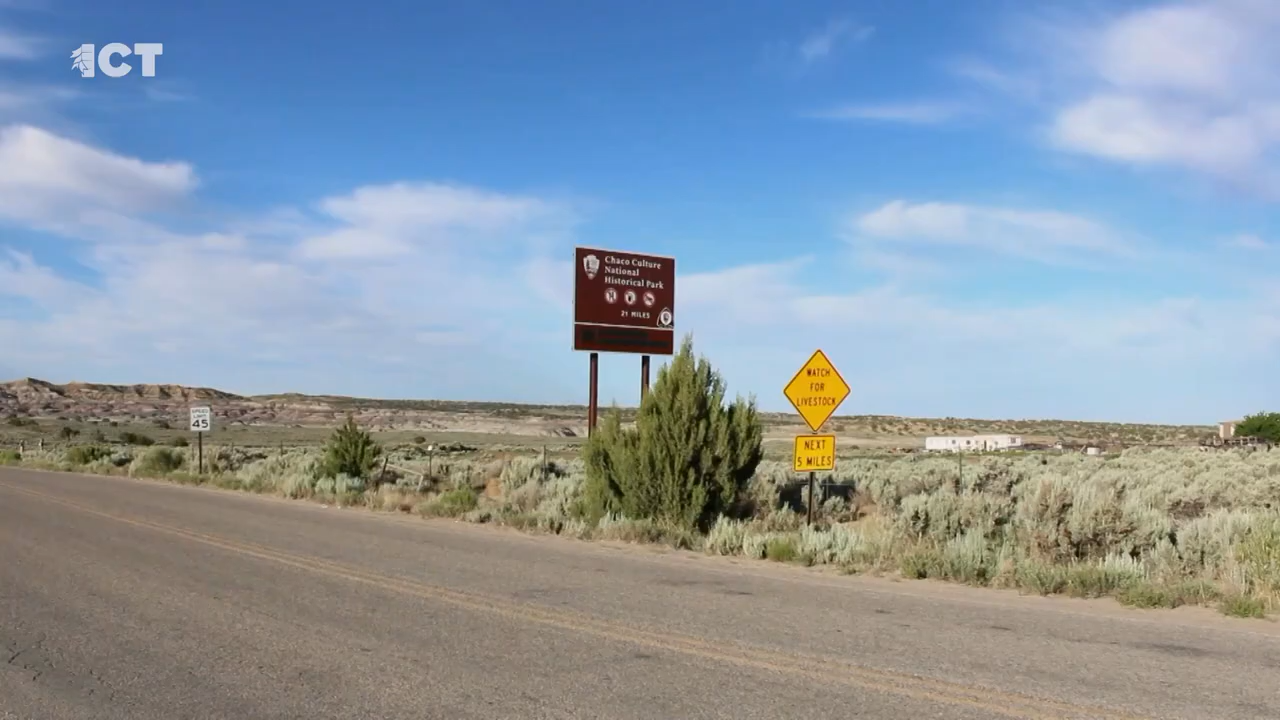 ICT
Chaco Culture
National
Historical Park
21 MILES
WATCH
FOR
LIVESTOCK
NEXT
5 MILES
SPEED
LIMIT
45